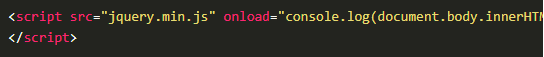 <script src="jquery.min.js" onload="console.log(document.body.innerHTM
</script>